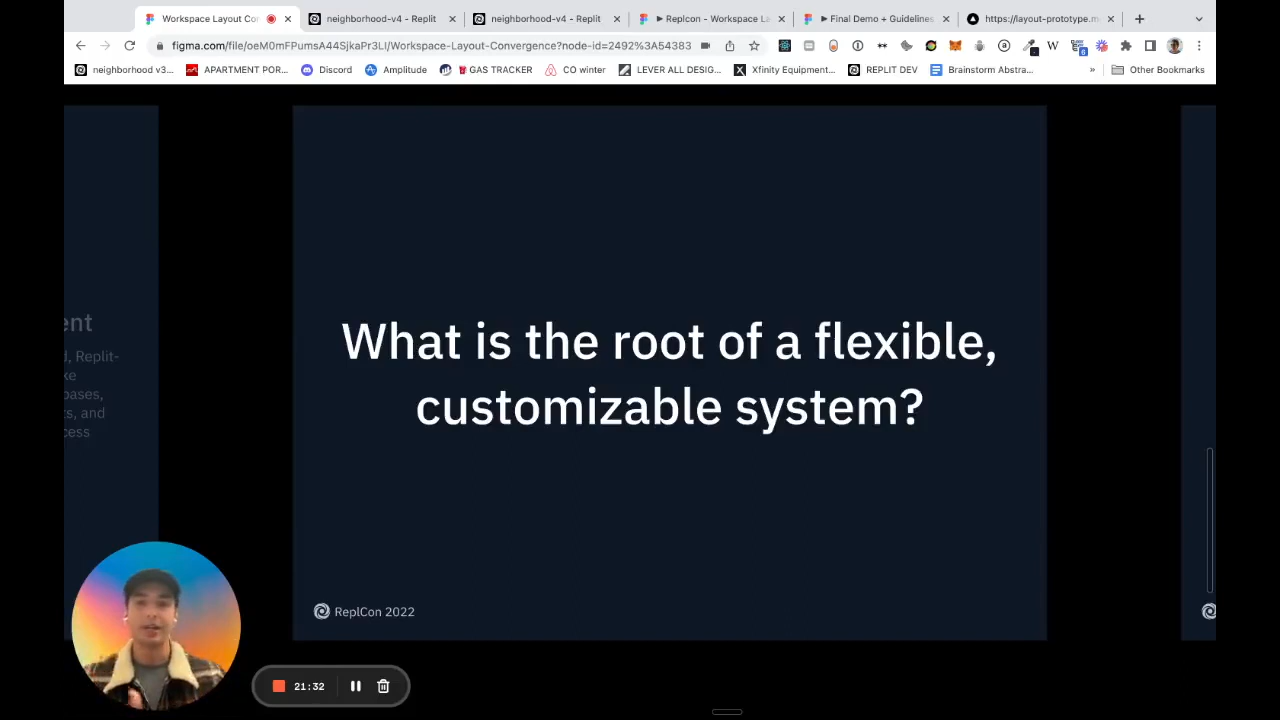 Workspace Layout Con
neighborhood-v4 - Replit
neighborhood-v4 - Replit
Replcon - Workspace La
Final Demo + Guidelines
https://layout-prototype.m
figma.com/file/oeM0mFPumsA44SjkaPr3LI/Workspace-Layout-Convergence?node-id=2492%3A54383
neighborhood v3...
APARTMENT POR...
Discord
Amplitude
GAS TRACKER
CO winter
LEVER ALL DESIG...
Xfinity Equipment...
REPLIT DEV
Brainstorm Abstra...
»
Other Bookmarks
ent
d, Replit-
ke
bases,
ts, and
cess
What is the root of a flexible,
customizable system?
ReplCon 2022
21:32